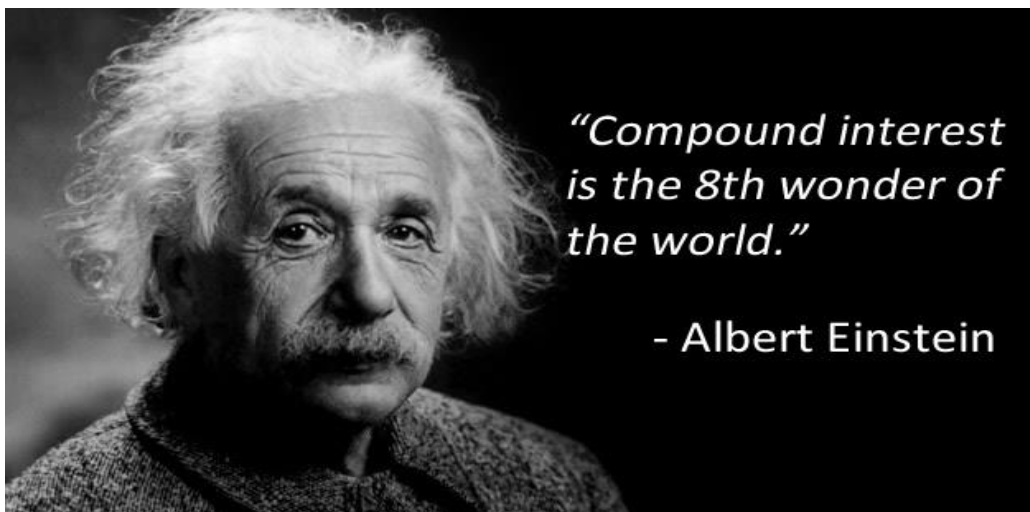 “Compound interest
is the 8th wonder of
the world.”
- Albert Einstein